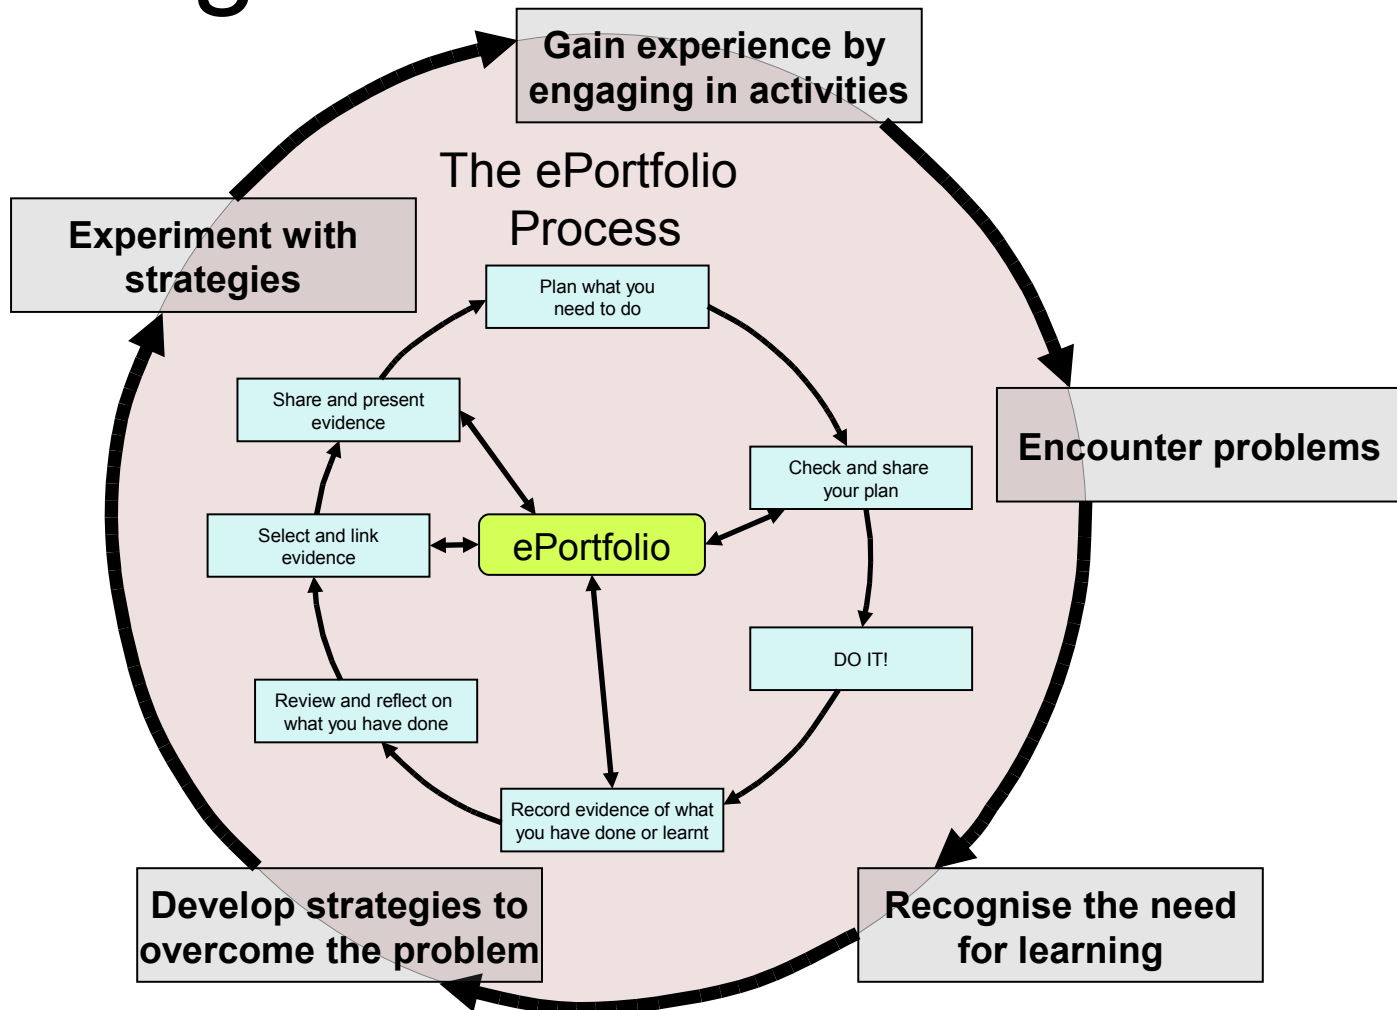 Gain experience by
engaging in activities
The ePortfolio
Process
Experiment with
strategies
Plan what you
need to do
Share and present
evidence
Encounter problems
Check and share
your plan
Select and link
evidence
ePortfolio
DO IT!
Review and reflect on
what you have done
Record evidence of what
you have done or learnt
Develop strategies to
overcome the problem
Recognise the need
for learning